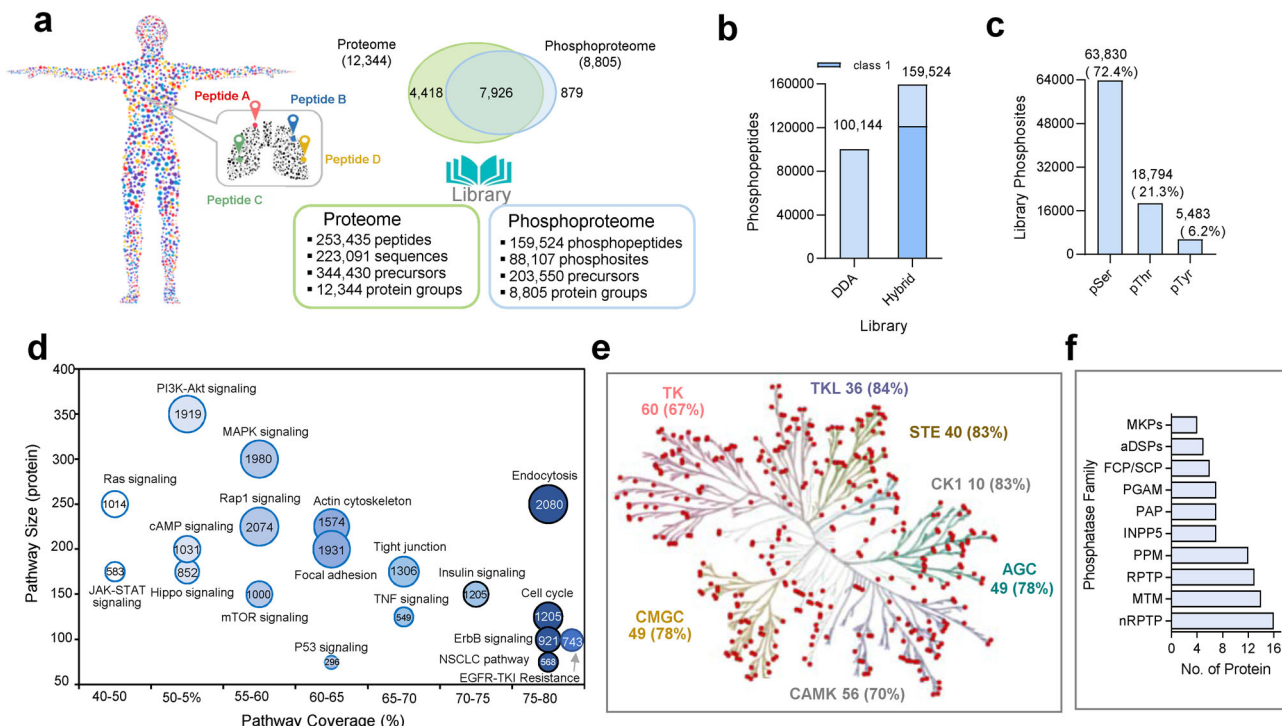 a
Proteome
(12,344)
Phosphoproteome
(8,805)
4,418
7,926
879
Peptide A
Peptide B
Peptide D
Peptide C
Library
Proteome
▪ 253,435 peptides
▪ 223,091 sequences
▪ 344,430 precursors
▪ 12,344 protein groups
Phosphoproteome
▪ 159,524 phosphopeptides
▪ 88,107 phosphosites
▪ 203,550 precursors
▪ 8,805 protein groups
b
class 1
159,524
100,144
Phosphopeptides
160000
120000
80000
40000
0
DDA
Hybrid
Library
c
63,830
( 72.4%)
18,794
( 21.3%)
5,483
( 6.2%)
Library Phosphosites
64000
48000
32000
16000
0
pSer
pThr
pTyr
d
Pathway Size (protein)
400
350
300
250
200
150
100
50
PI3K-Akt signaling
1919
MAPK signaling
1980
Ras signaling
1014
Rap1 signaling
2074
Actin cytoskeleton
1574
Endocytosis
2080
cAMP signaling
1031
1931
Focal adhesion
Tight junction
1306
583
JAK-STAT
signaling
852
Hippo signaling
1000
mTOR signaling
TNF signaling
549
Insulin signaling
1205
Cell cycle
1205
P53 signaling
296
ErbB signaling
921
743
NSCLC pathway
568
EGFR-TKI Resistance
40-50
50-5%
55-60
60-65
65-70
70-75
75-80
Pathway Coverage (%)
e
TK
60 (67%)
TKL 36 (84%)
STE 40 (83%)
CK1 10 (83%)
AGC
49 (78%)
CMGC
49 (78%)
CAMK 56 (70%)
f
Phosphatase Family
MKPs
aDSPs
FCP/SCP
PGAM
PAP
INPP5
PPM
RPTP
MTM
nRPTP
0 2 4 6 8 10 12 14 16
No. of Protein